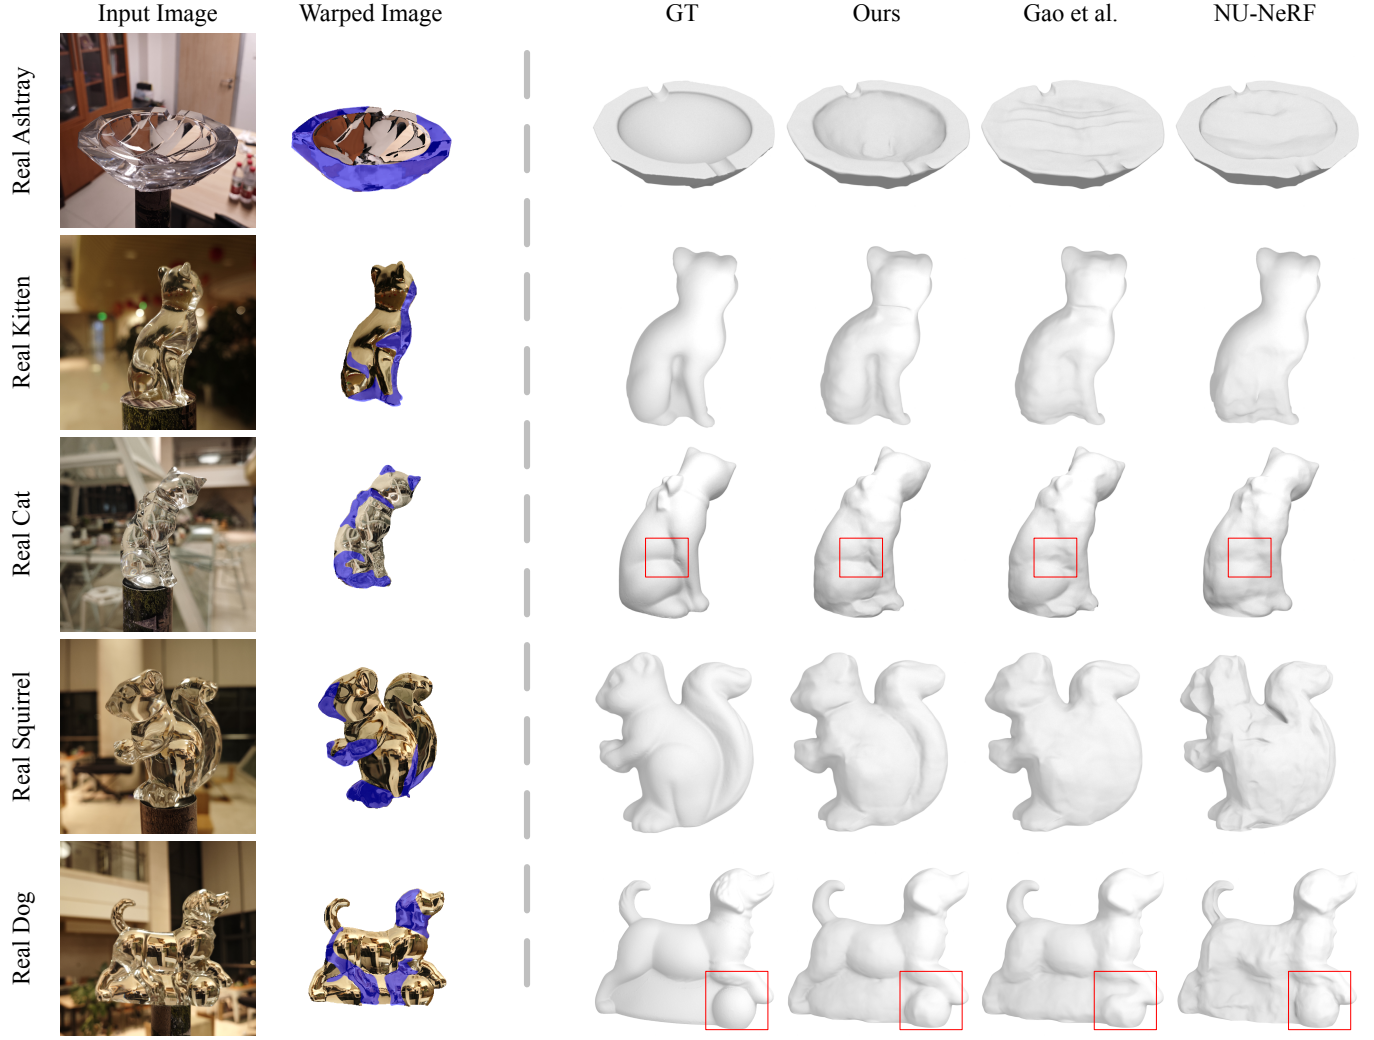 Input Image Warped Image GT Ours Gao et al. NU-NeRF
Real Ashtray
Real Kitten
Real Cat
Real Squirrel
Real Dog